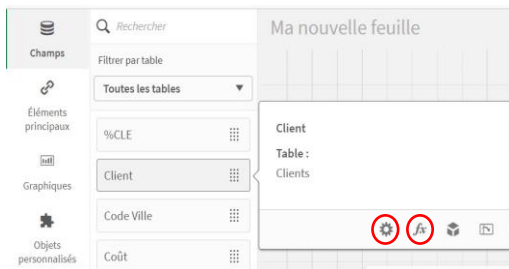 Champs
Éléments
principaux
Graphiques
Objets
personnalisés
Rechercher
Filtrer par table
Toutes les tables
%CLE
Client
Code Ville
Coût
Ma nouvelle feuille
Client
Table :
Clients
fx